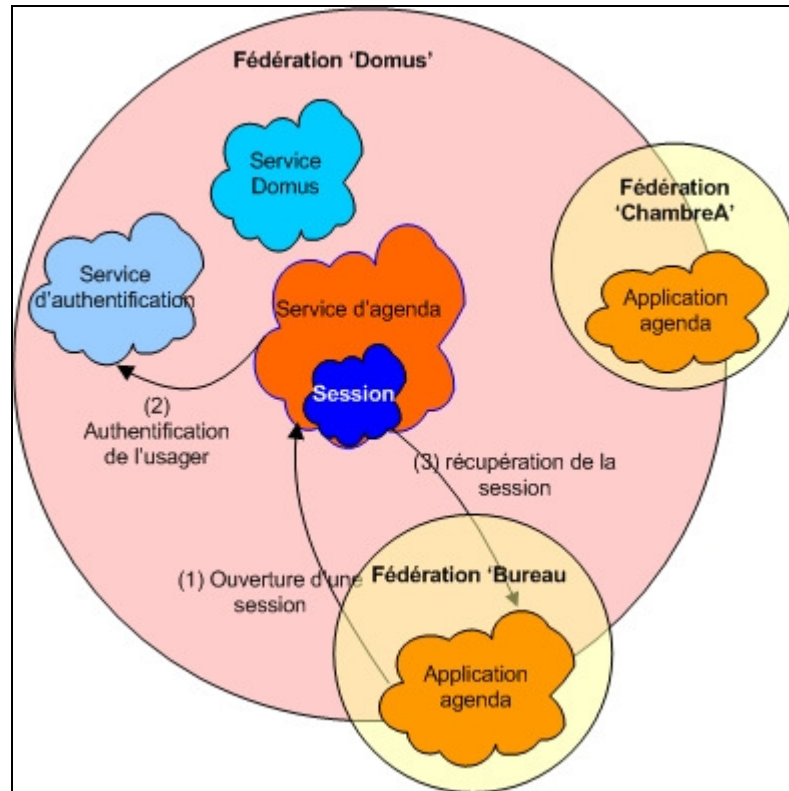 Fédération 'Domus'
Service
Domus
Fédération
'ChambreA'
Service
d'authentification
Application
agenda
Service d'agenda
Session
(2)
Authentification
de l'usager
(3) récupération de la
session
(1) Ouverture d'une
session
Fédération 'Bureau
Application
agenda